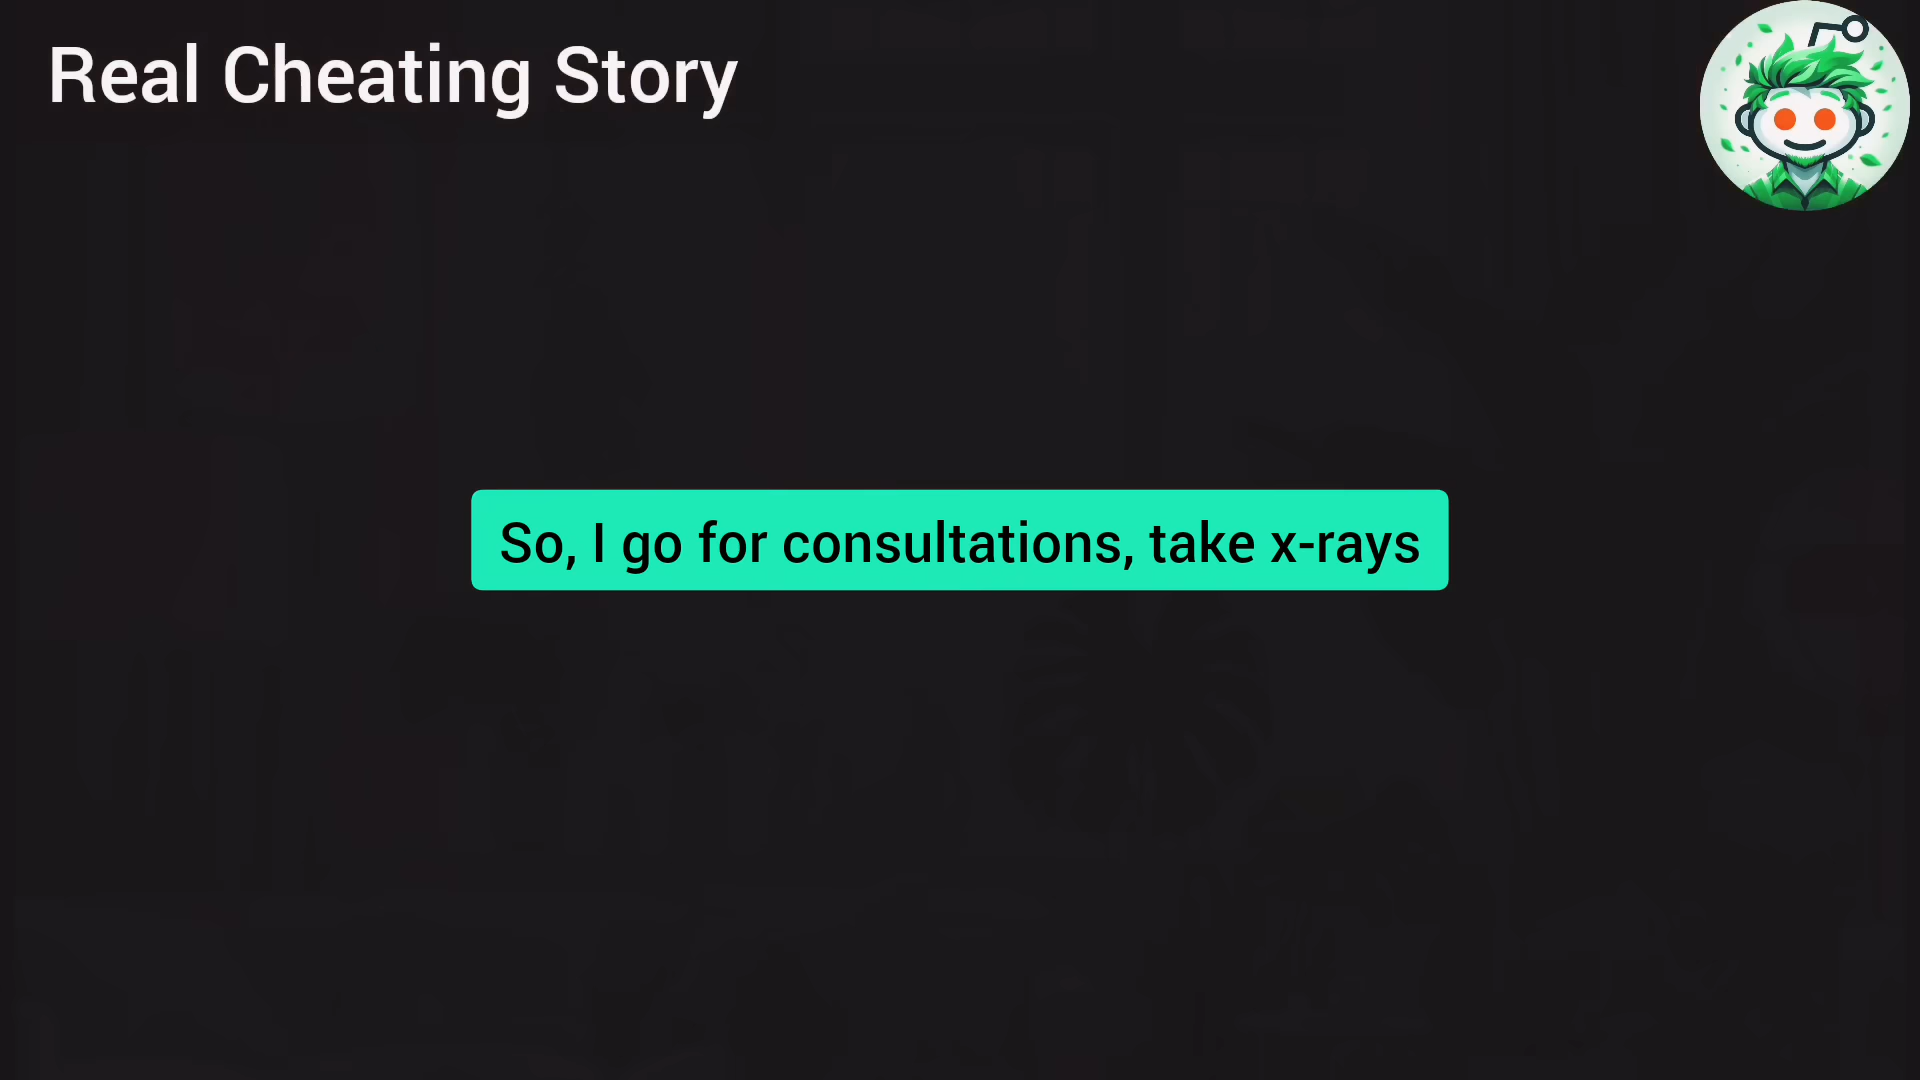 Real Cheating Story
So, I go for consultations, take x-rays